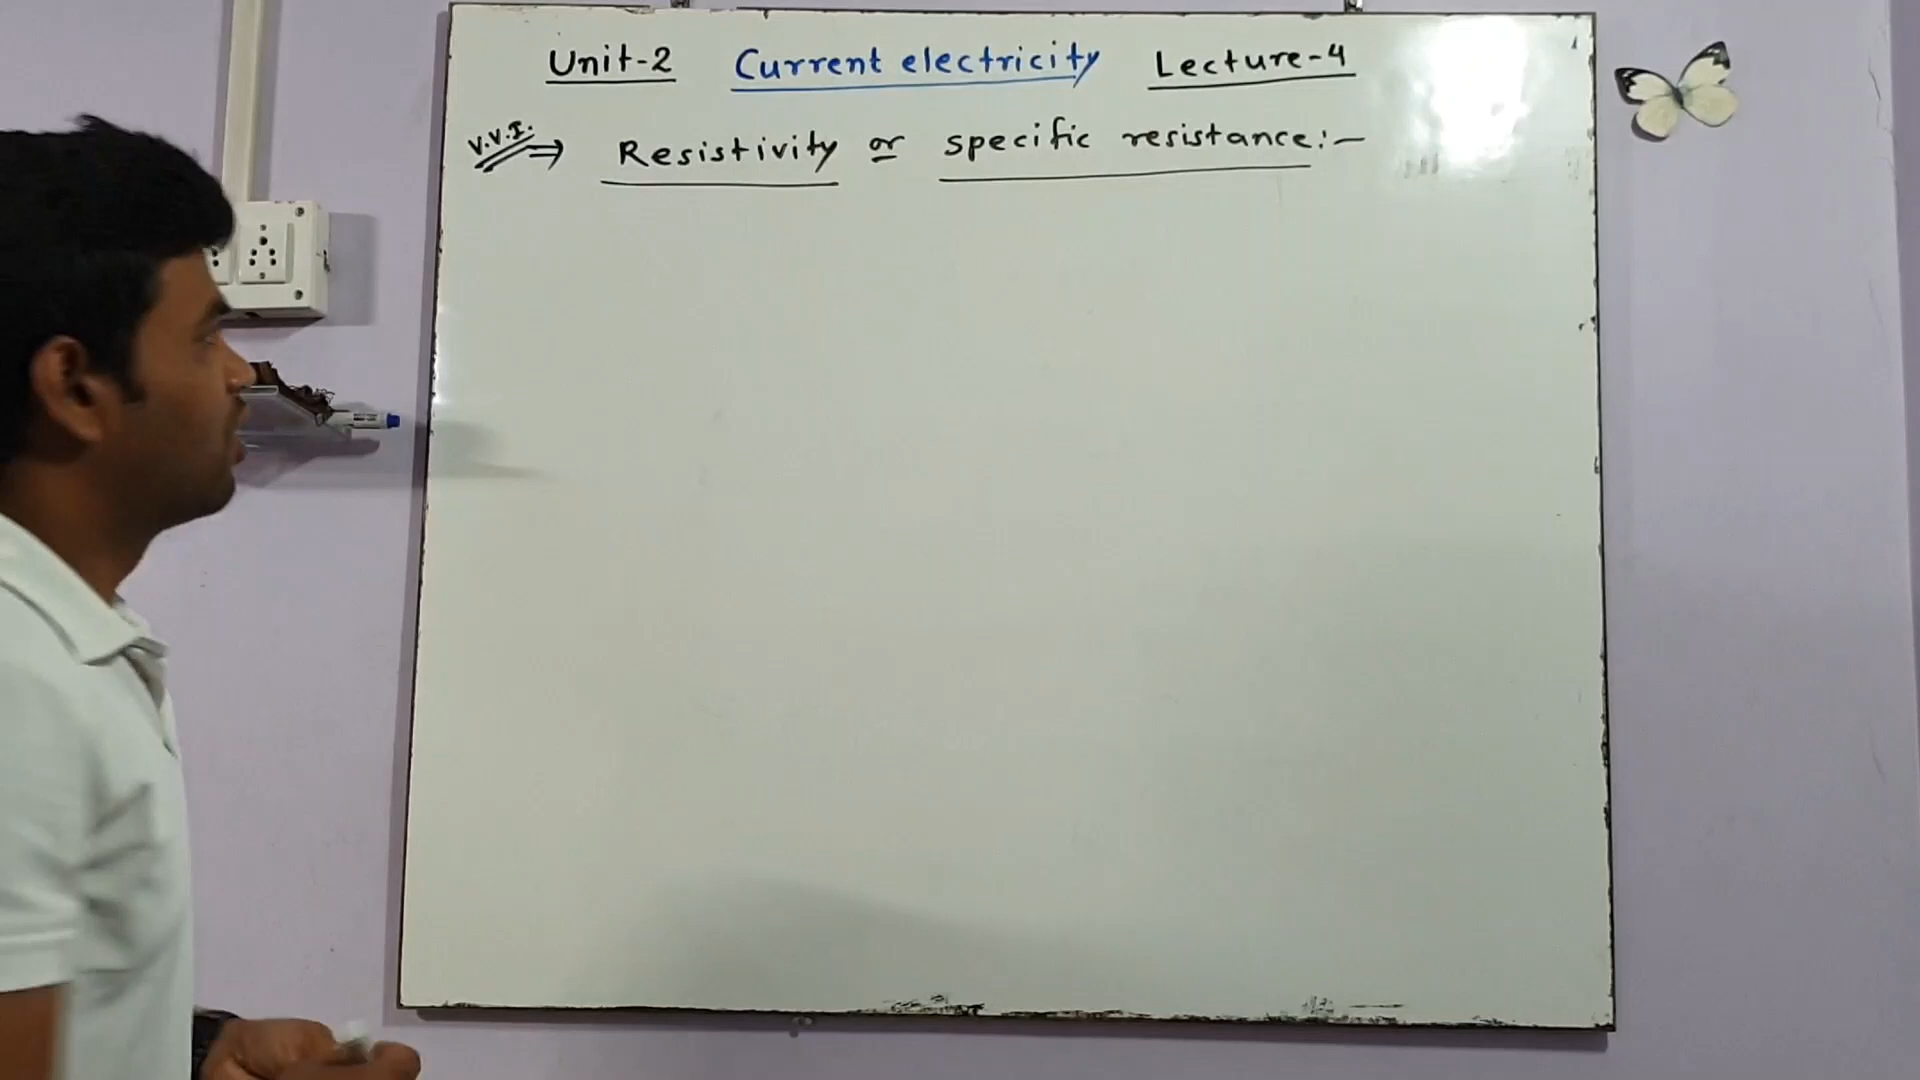 Unit-2 Current electricity Lecture-4
V.V.I. ⇒ Resistivity or specific resistance:-